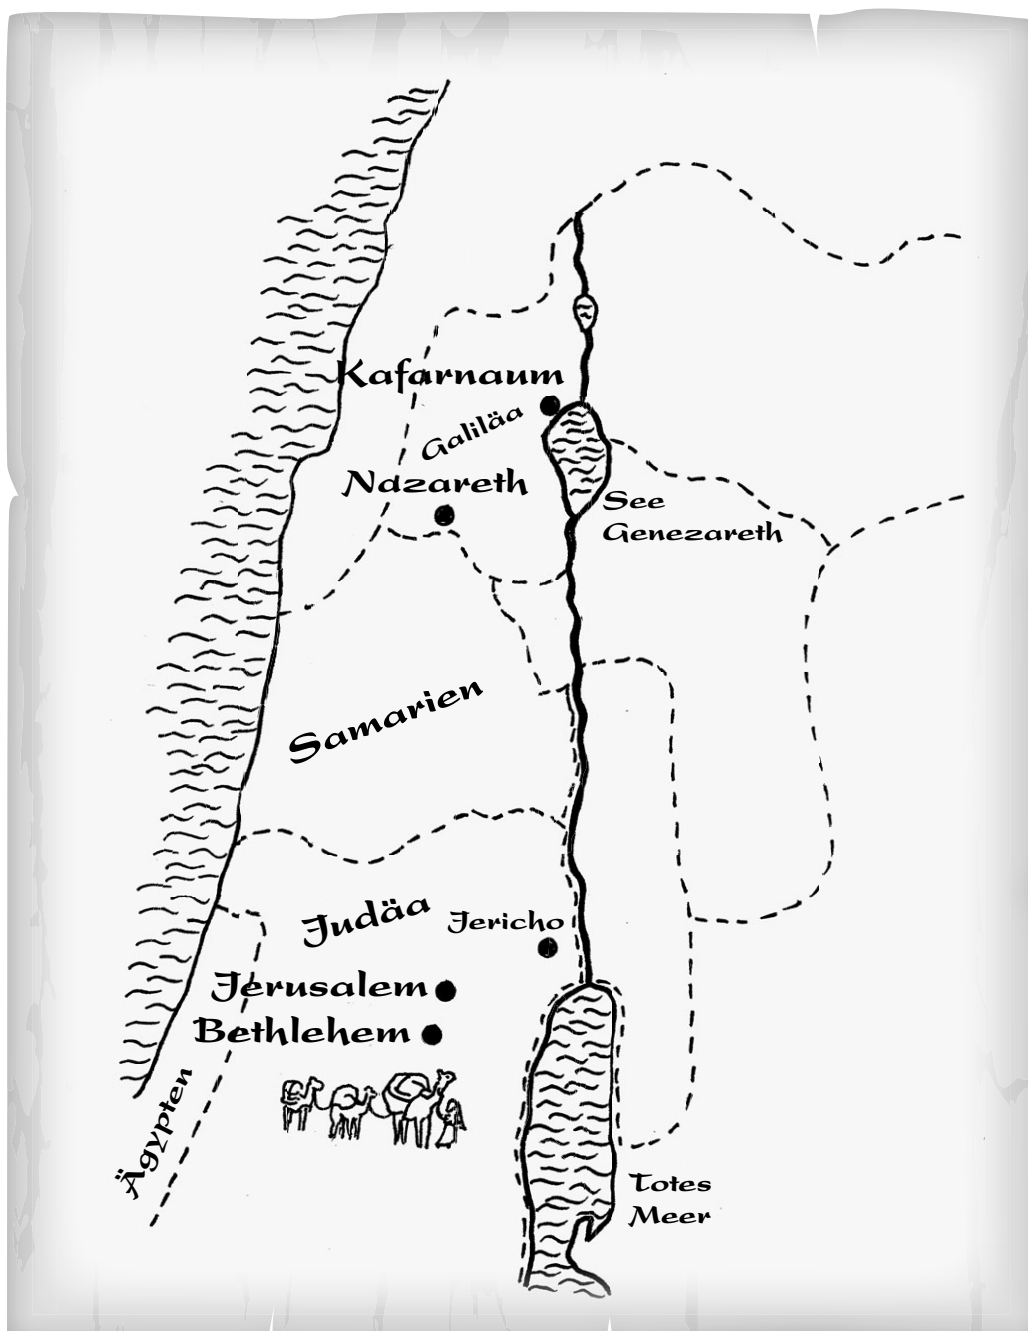 Kafarnaum
Galiläa
Nazareth
See
Genezareth
Samarien
Judäa
Jericho
Jerusalem
Bethlehem
Ägypten
Totes
Meer